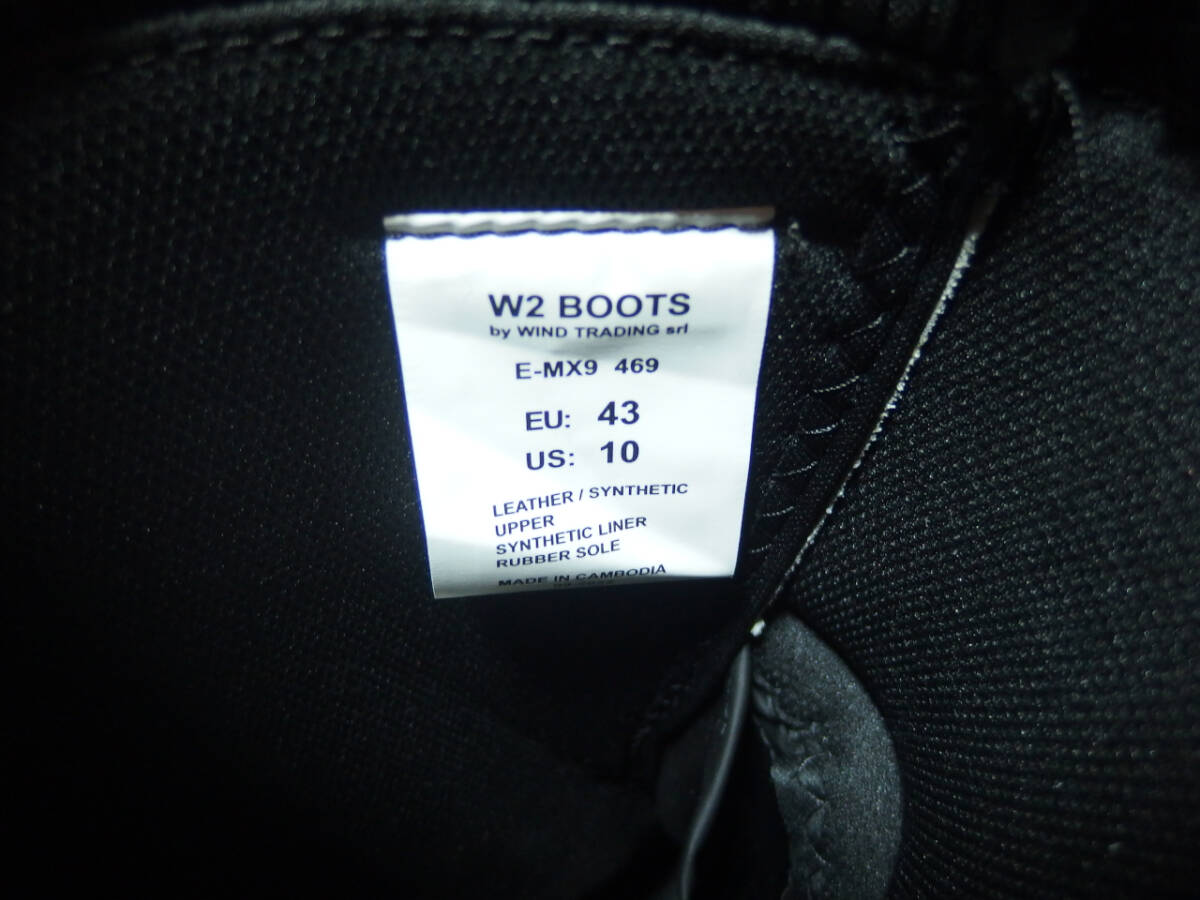 W2 BOOTS
by WIND TRADING srl
E-MX9 469
EU: 43
US: 10
LEATHER / SYNTHETIC
UPPER
SYNTHETIC LINER
RUBBER SOLE
MADE IN CAMBODIA